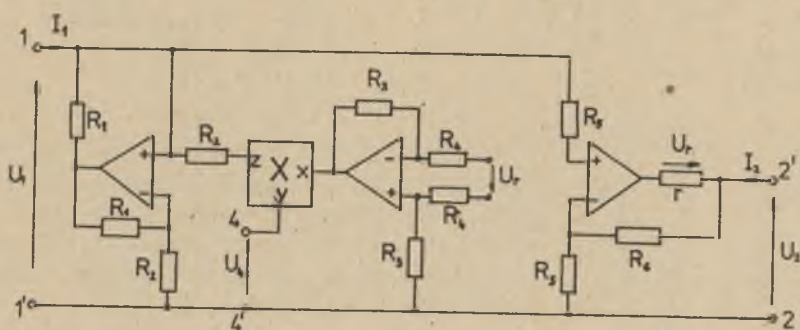 1 I₁
R₁
U₁
+
−
R₁
R₂
R₂
z X x
y
4
U₄
4'
R₃
−
+
R₄
R₄
Uᵣ
R₃
R₅
+
−
Uᵣ
r
I₂
2'
R₅
R₆
U₂
1'
2